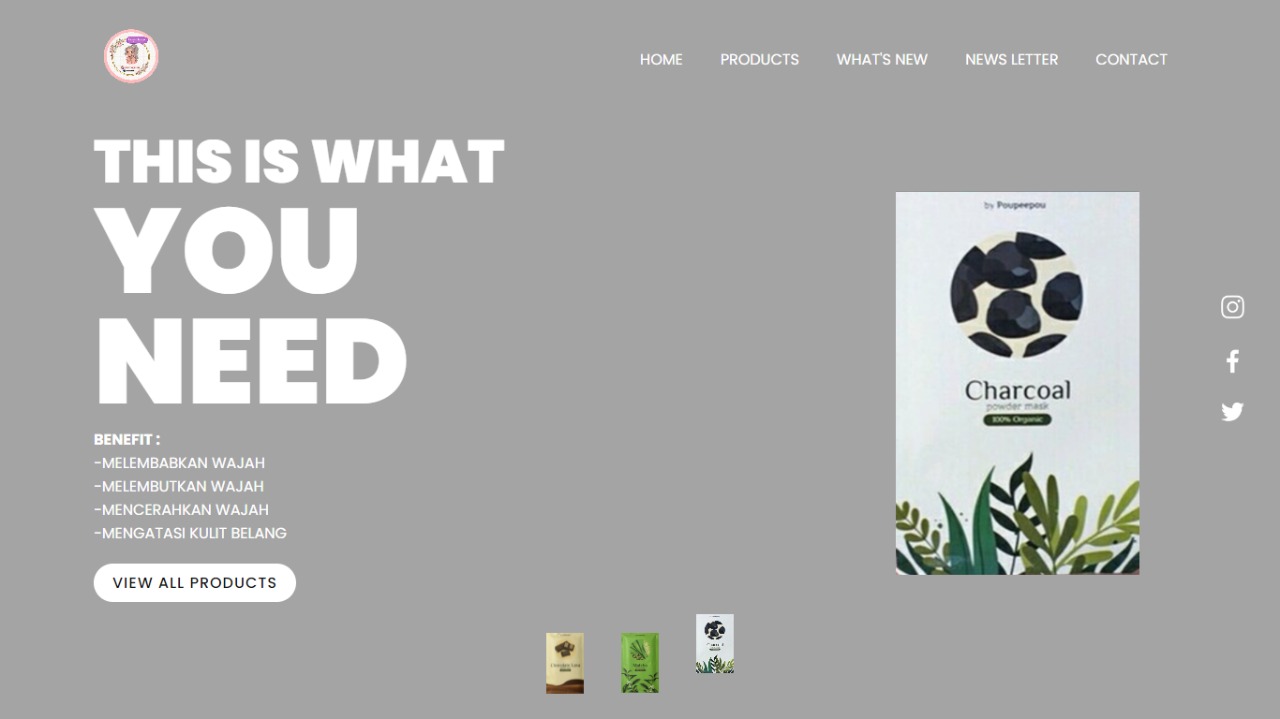 HOME PRODUCTS WHAT'S NEW NEWS LETTER CONTACT
THIS IS WHAT
YOU
NEED
BENEFIT :
-MELEMBABKAN WAJAH
-MELEMBUTKAN WAJAH
-MENCERAHKAN WAJAH
-MENGATASI KULIT BELANG
VIEW ALL PRODUCTS
by Poupeepou
Charcoal
powder mask
100% Organic